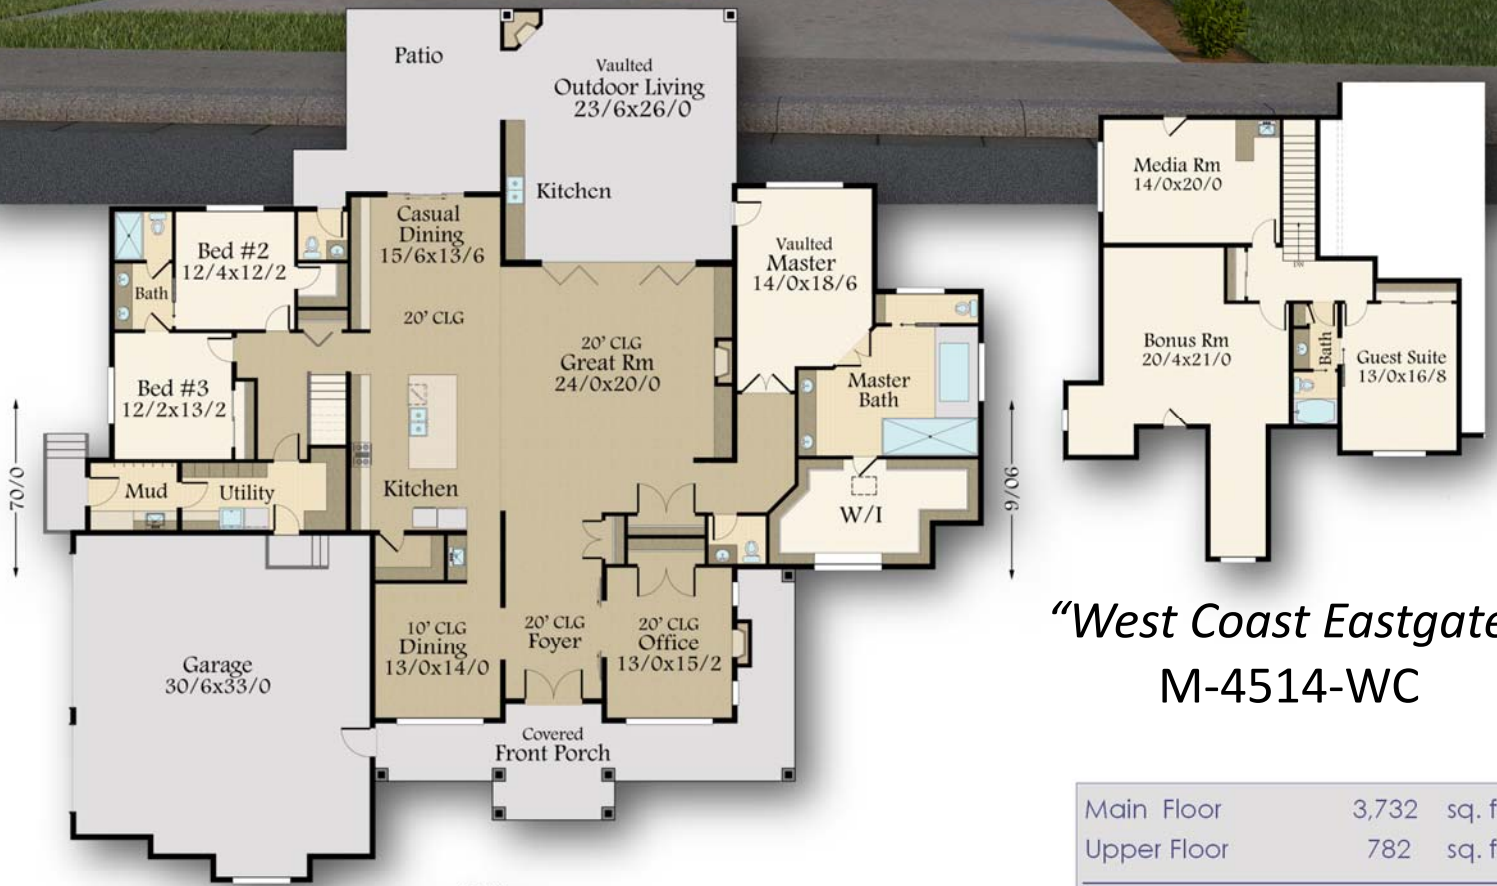 Patio
Vaulted
Outdoor Living
23/6x26/0
Kitchen
Casual
Dining
15/6x13/6
20' CLG
Bed #2
12/4x12/2
Bath
Bed #3
12/2x13/2
20' CLG
Great Rm
24/0x20/0
Vaulted
Master
14/0x18/6
Master
Bath
W/I
Kitchen
Mud
Utility
70/0
90/6
Garage
30/6x33/0
10' CLG
Dining
13/0x14/0
20' CLG
Foyer
20' CLG
Office
13/0x15/2
Covered
Front Porch
Media Rm
14/0x20/0
DN
Bonus Rm
20/4x21/0
Bath
Guest Suite
13/0x16/8
“West Coast Eastgate
M-4514-WC
Main Floor 3,732 sq. f
Upper Floor 782 sq. f